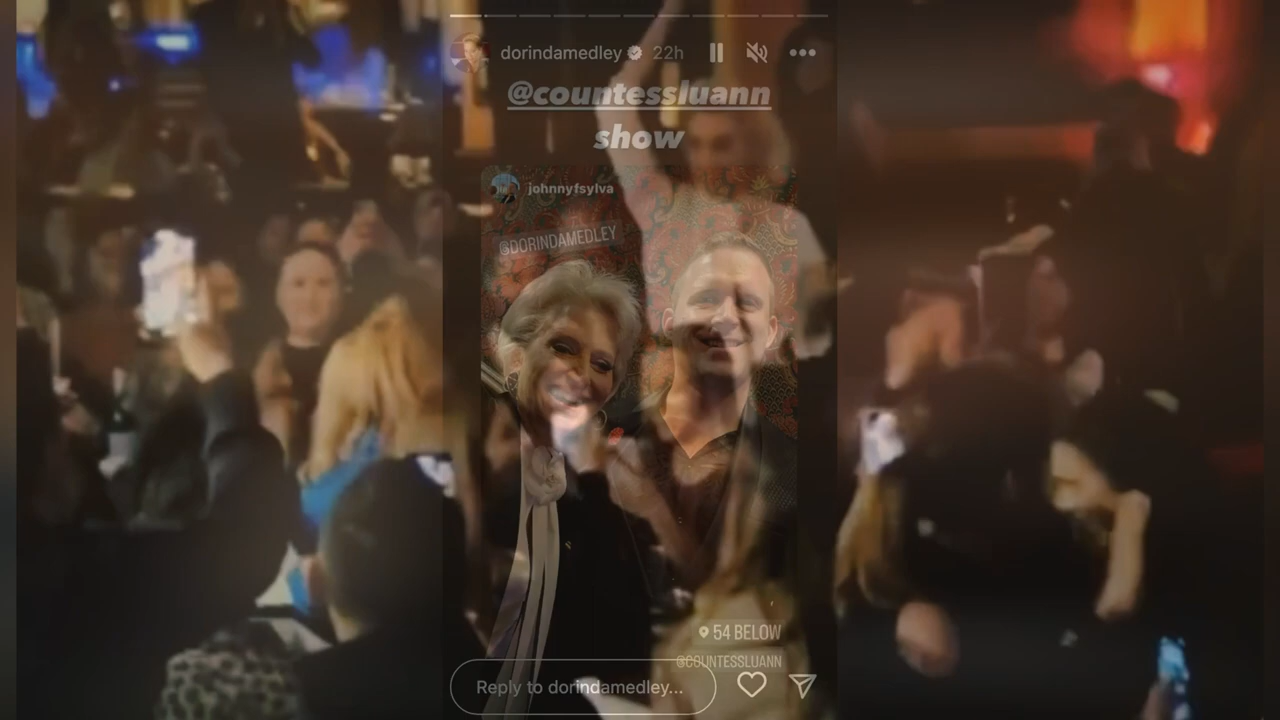 dorindamedley 22h
@countessluann
show
johnnyfsylva
@DORINDAMEDLEY
54 BELOW
@COUNTESSLUANN
Reply to dorindamedley...